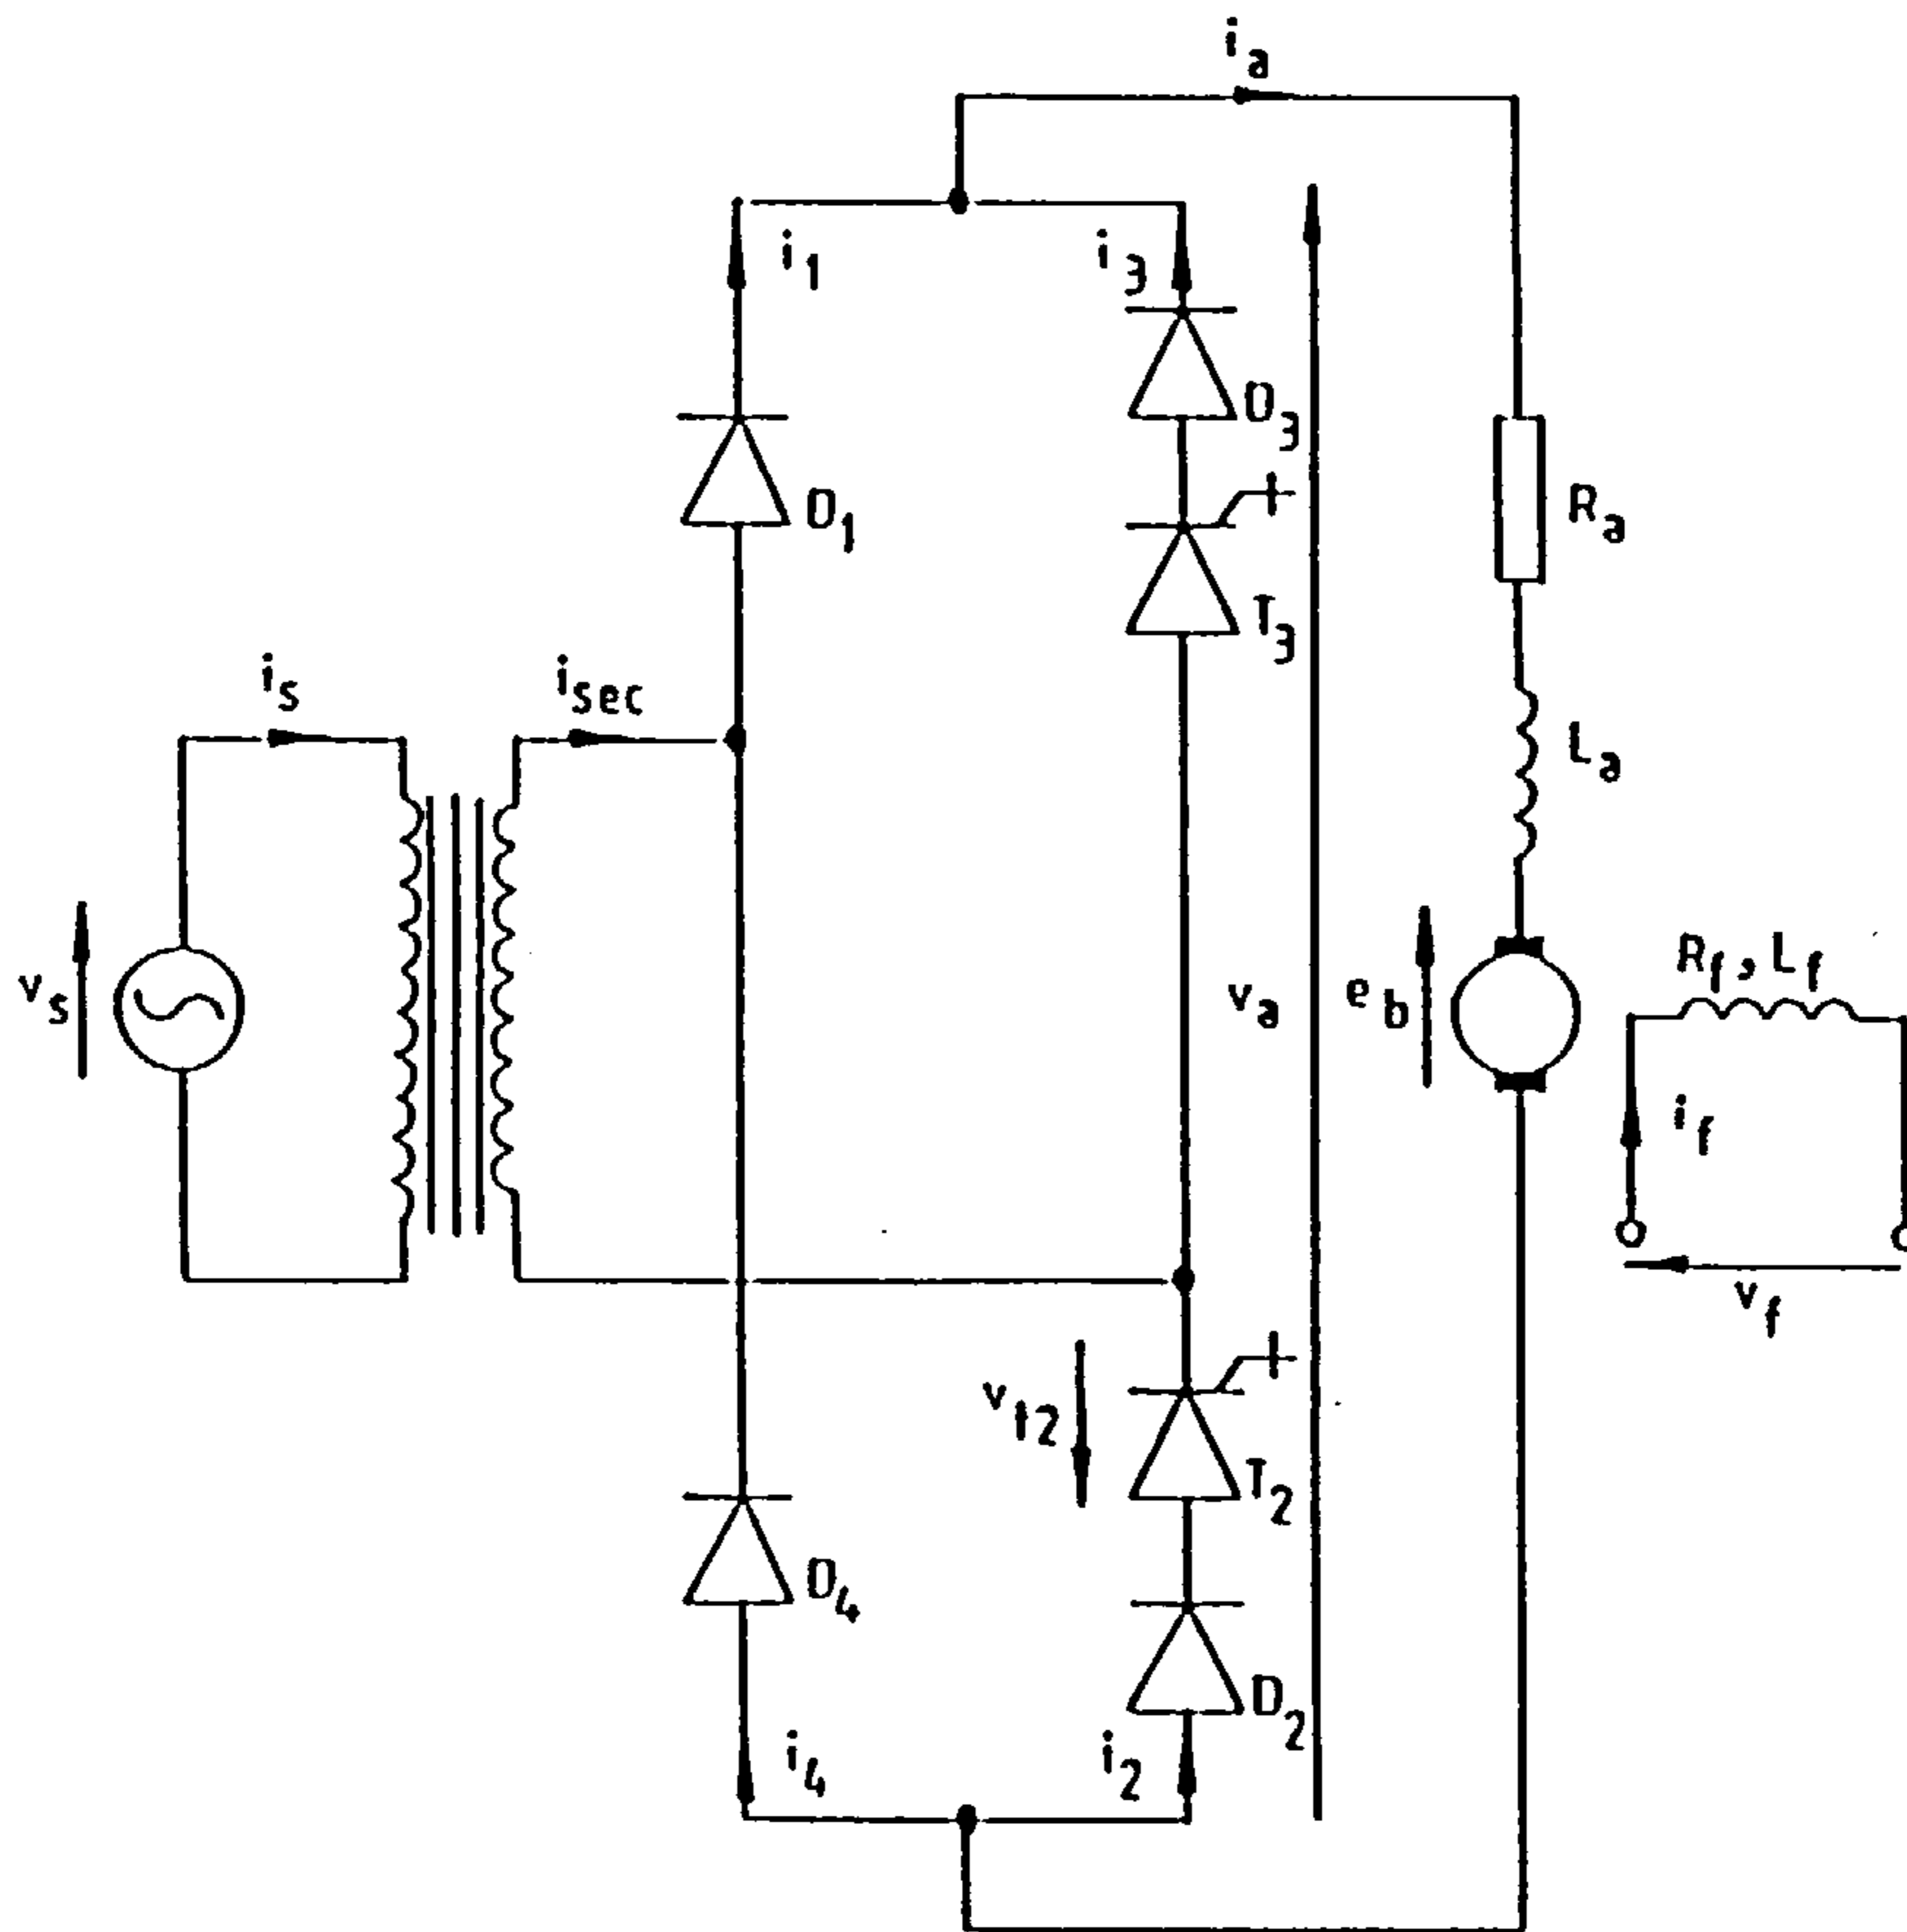 i_a
i_1
i_3
D_3
D_1
T_3
R_a
i_s
i_sec
L_a
R_f, L_f
v_s
v_a
e_b
i_f
v_f
v_t2
T_2
D_4
D_2
i_4
i_2